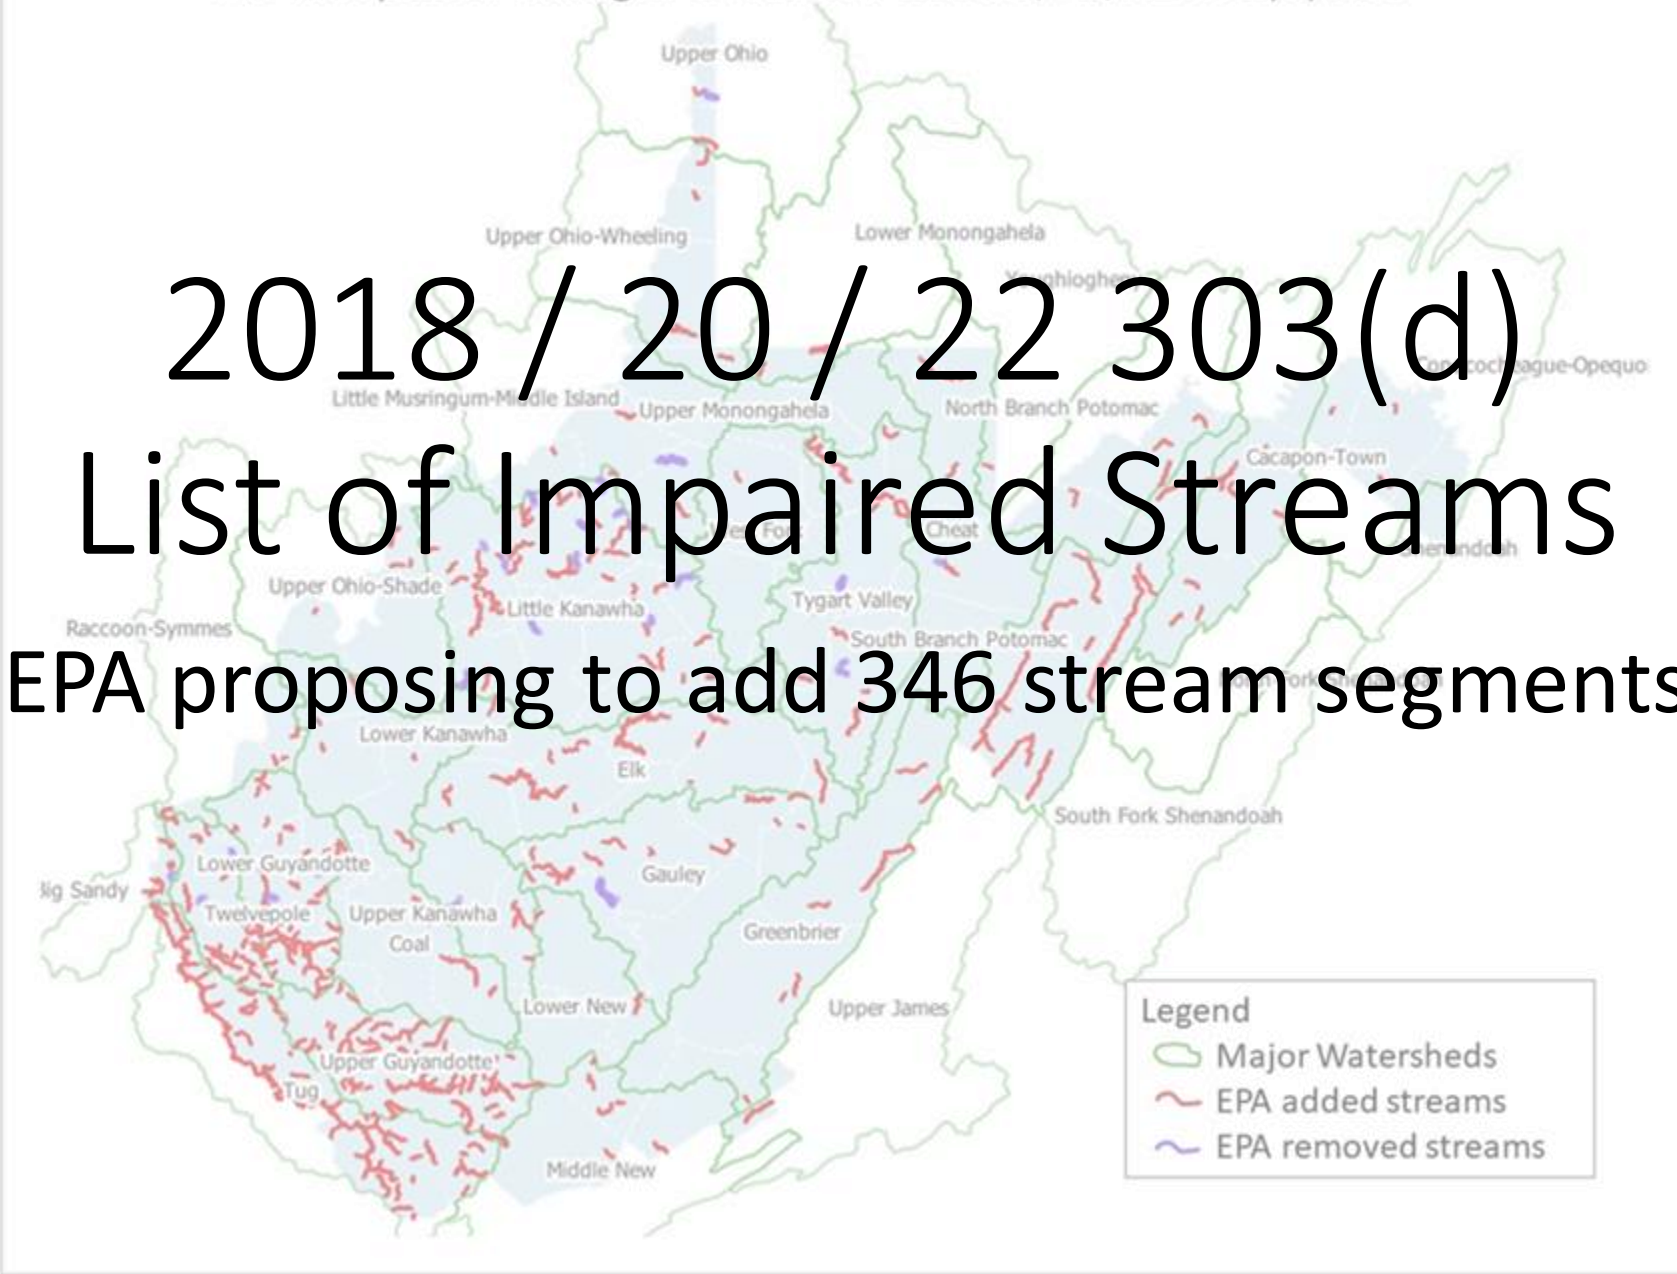 Upper Ohio
Upper Ohio-Wheeling
Lower Monongahela
2018 / 20 / 22 303(d)
Little Musringum-Middle Island
Upper Monongahela
North Branch Potomac
Cacapon-Town
List of Impaired Streams
Cheat
Upper Ohio-Shade
Little Kanawha
Tygart Valley
Raccoon-Symmes
South Branch Potomac
EPA proposing to add 346 stream segments
Lower Kanawha
Elk
South Fork Shenandoah
Lower Guyandotte
Gauley
Big Sandy
Twelvepole
Upper Kanawha
Coal
Greenbrier
Lower New
Upper James
Upper Guyandotte
Tug
Middle New
Legend
Major Watersheds
EPA added streams
EPA removed streams